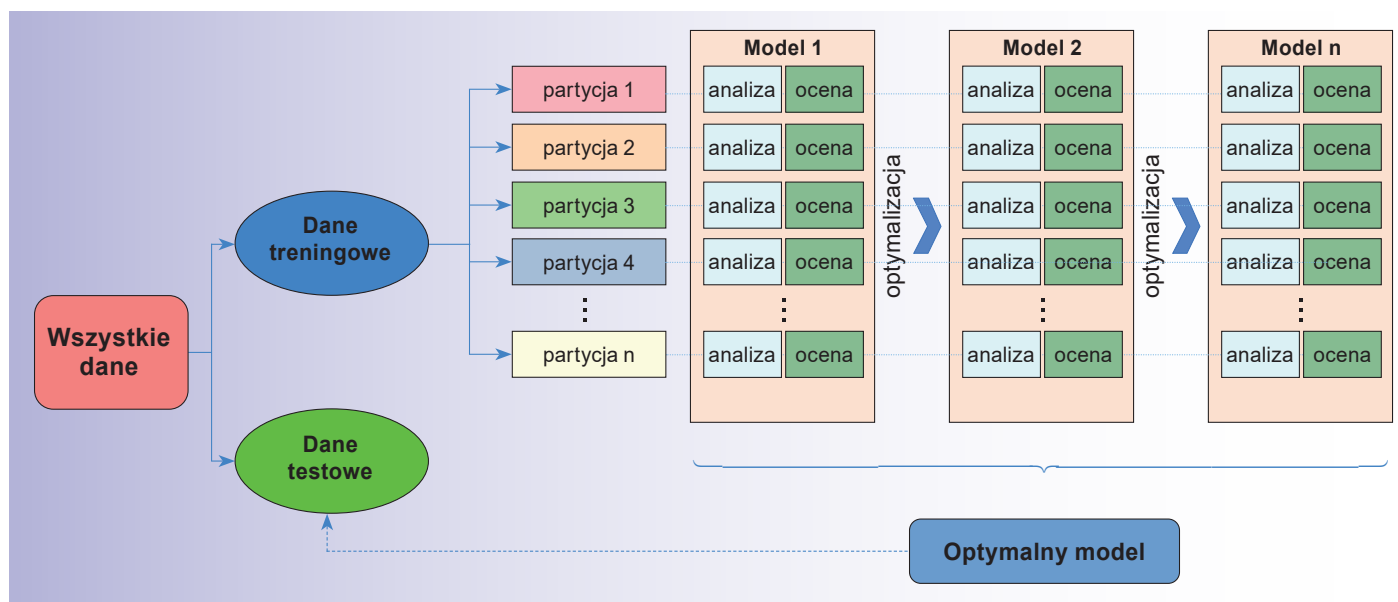 Model 1
Model 2
Model n
partycja 1
analiza ocena
analiza ocena
analiza ocena
partycja 2
analiza ocena
analiza ocena
analiza ocena
partycja 3
analiza ocena
analiza ocena
analiza ocena
partycja 4
analiza ocena
analiza ocena
analiza ocena
partycja n
analiza ocena
analiza ocena
analiza ocena
optymalizacja
optymalizacja
Dane
treningowe
Wszystkie
dane
Dane
testowe
Optymalny model